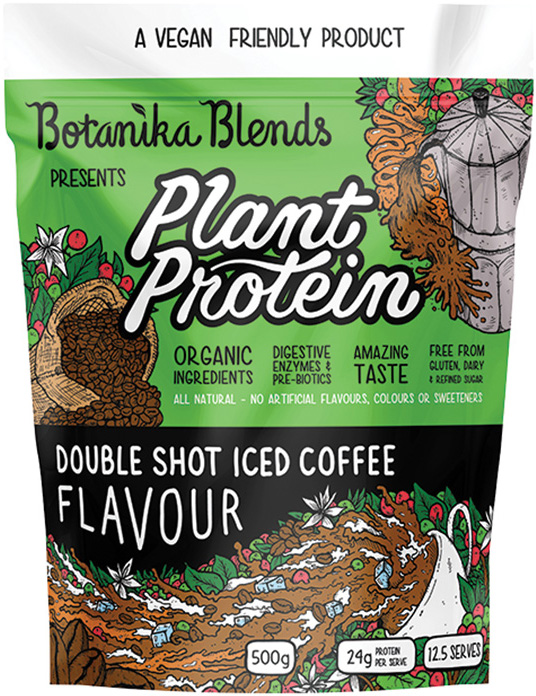 A VEGAN FRIENDLY PRODUCT
Botanika Blends
PRESENTS
Plant
Protein
ORGANIC
INGREDIENTS
DIGESTIVE
ENZYMES &
PRE-BIOTICS
AMAZING
TASTE
FREE FROM
GLUTEN, DAIRY
& REFINED SUGAR
ALL NATURAL - NO ARTIFICIAL FLAVOURS, COLOURS OR SWEETENERS
DOUBLE SHOT ICED COFFEE
FLAVOUR
500g
24g PROTEIN
PER SERVE
12.5 SERVES